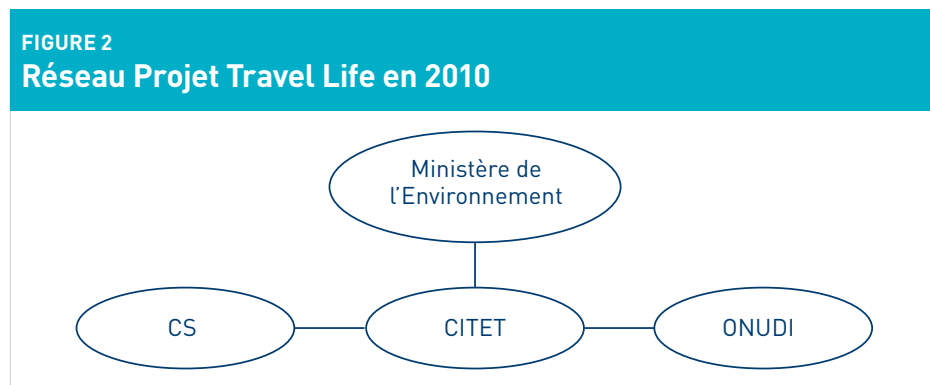 FIGURE 2
Réseau Projet Travel Life en 2010
Ministère de
l'Environnement
CS
CITET
ONUDI